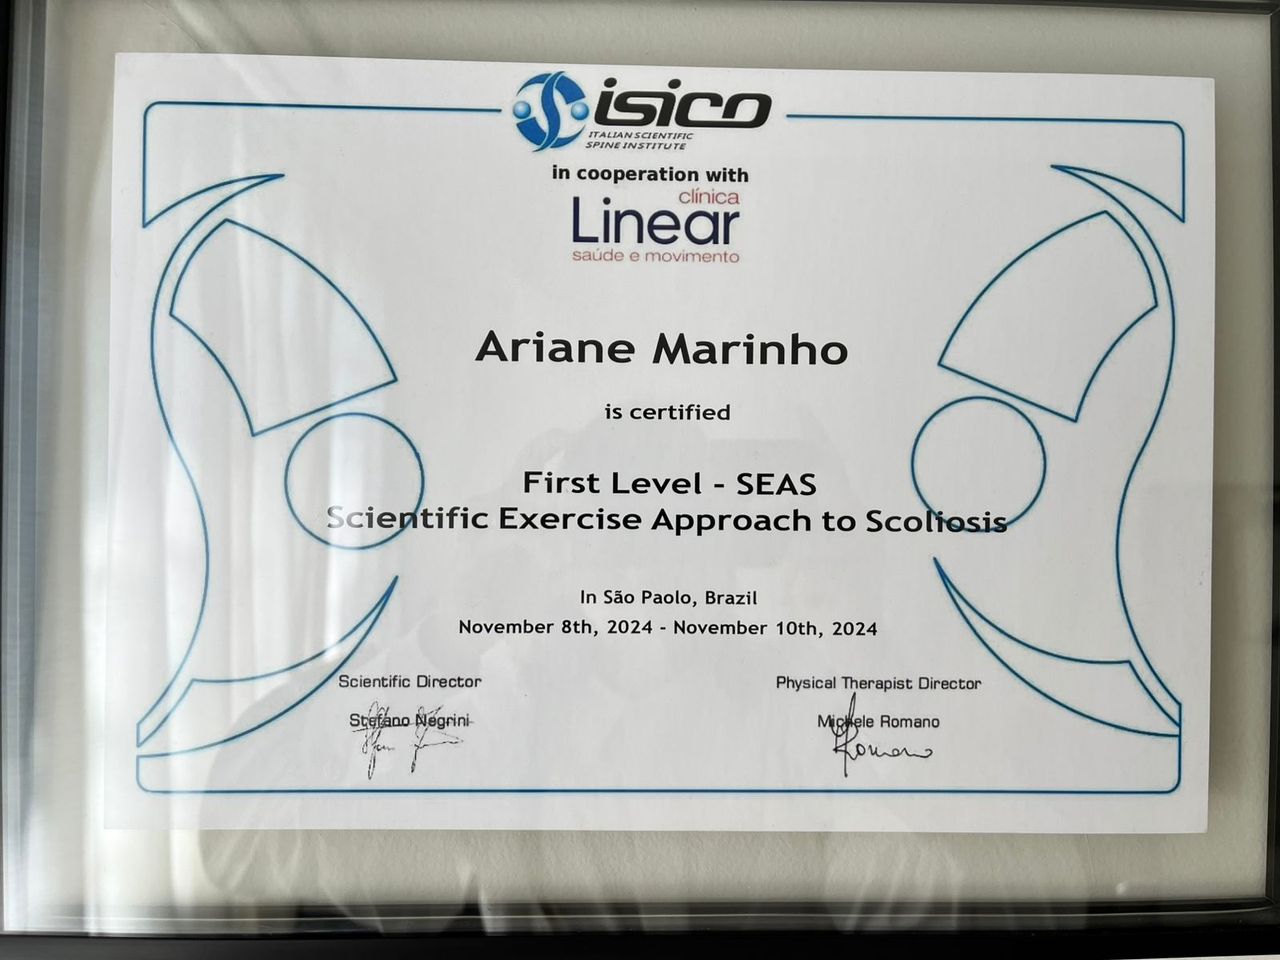 isico
ITALIAN SCIENTIFIC
SPINE INSTITUTE
in cooperation with
clínica
Linear
saúde e movimento
Ariane Marinho
is certified
First Level - SEAS
Scientific Exercise Approach to Scoliosis
In São Paolo, Brazil
November 8th, 2024 - November 10th, 2024
Scientific Director
Physical Therapist Director
Stefano Negrini
Michele Romano
Romano